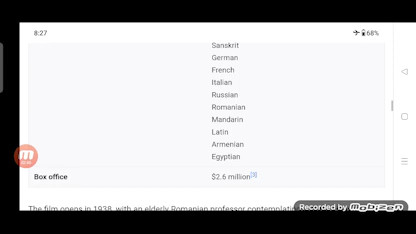 8:27
68%
Sanskrit
German
French
Italian
Russian
Romanian
Mandarin
Latin
Armenian
Egyptian
Box office $2.6 million[3]
The film opens in 1938, with an elderly Romanian professor contemplati
Recorded by Mobizen